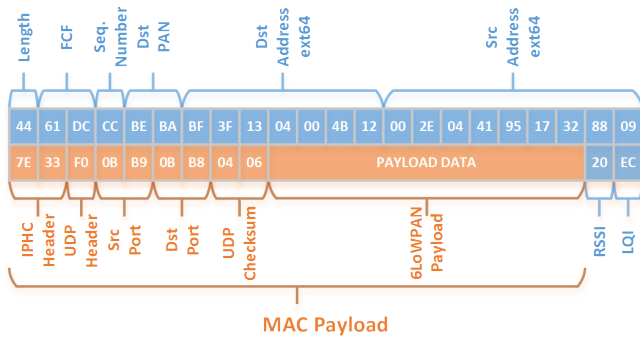 Length
FCF
Seq.
Number
Dst
PAN
Dst
Address
ext64
Src
Address
ext64
44 61 DC CC BE BA BF 3F 13 04 00 4B 12 00 2E 04 41 95 17 32 88 09
7E 33 F0 0B B9 0B B8 04 06 PAYLOAD DATA 20 EC
IPHC
Header
UDP
Header
Src
Port
Dst
Port
UDP
Checksum
6LoWPAN
Payload
RSSI
LQI
MAC Payload